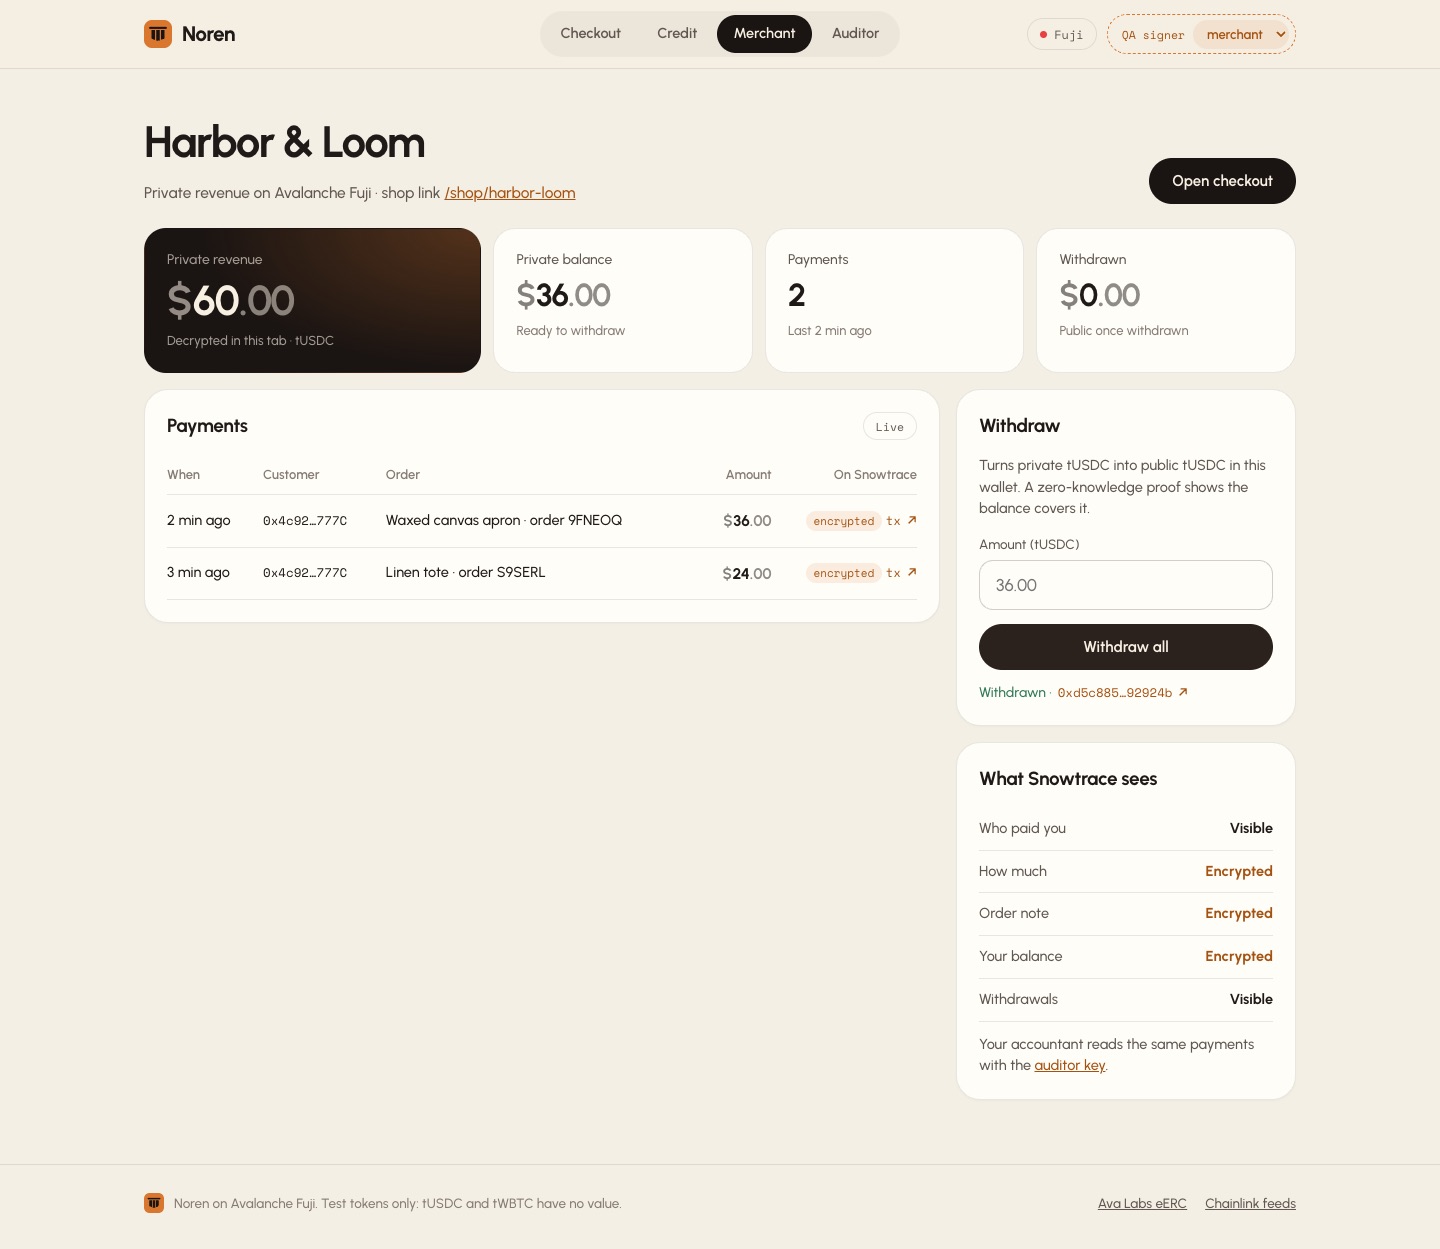 Noren
Checkout Credit Merchant Auditor
Fuji
QA signer merchant
Harbor & Loom
Private revenue on Avalanche Fuji · shop link /shop/harbor-loom
Open checkout
Private revenue
$60.00
Decrypted in this tab · tUSDC
Private balance
$36.00
Ready to withdraw
Payments
2
Last 2 min ago
Withdrawn
$0.00
Public once withdrawn
Payments
Live
When Customer Order Amount On Snowtrace
2 min ago 0x4c92…777C Waxed canvas apron · order 9FNEOQ $36.00 encrypted tx ↗
3 min ago 0x4c92…777C Linen tote · order S9SERL $24.00 encrypted tx ↗
Withdraw
Turns private tUSDC into public tUSDC in this
wallet. A zero-knowledge proof shows the
balance covers it.
Amount (tUSDC)
36.00
Withdraw all
Withdrawn · 0xd5c885…92924b ↗
What Snowtrace sees
Who paid you Visible
How much Encrypted
Order note Encrypted
Your balance Encrypted
Withdrawals Visible
Your accountant reads the same payments
with the auditor key.
Noren on Avalanche Fuji. Test tokens only: tUSDC and tWBTC have no value.
Ava Labs eERC Chainlink feeds